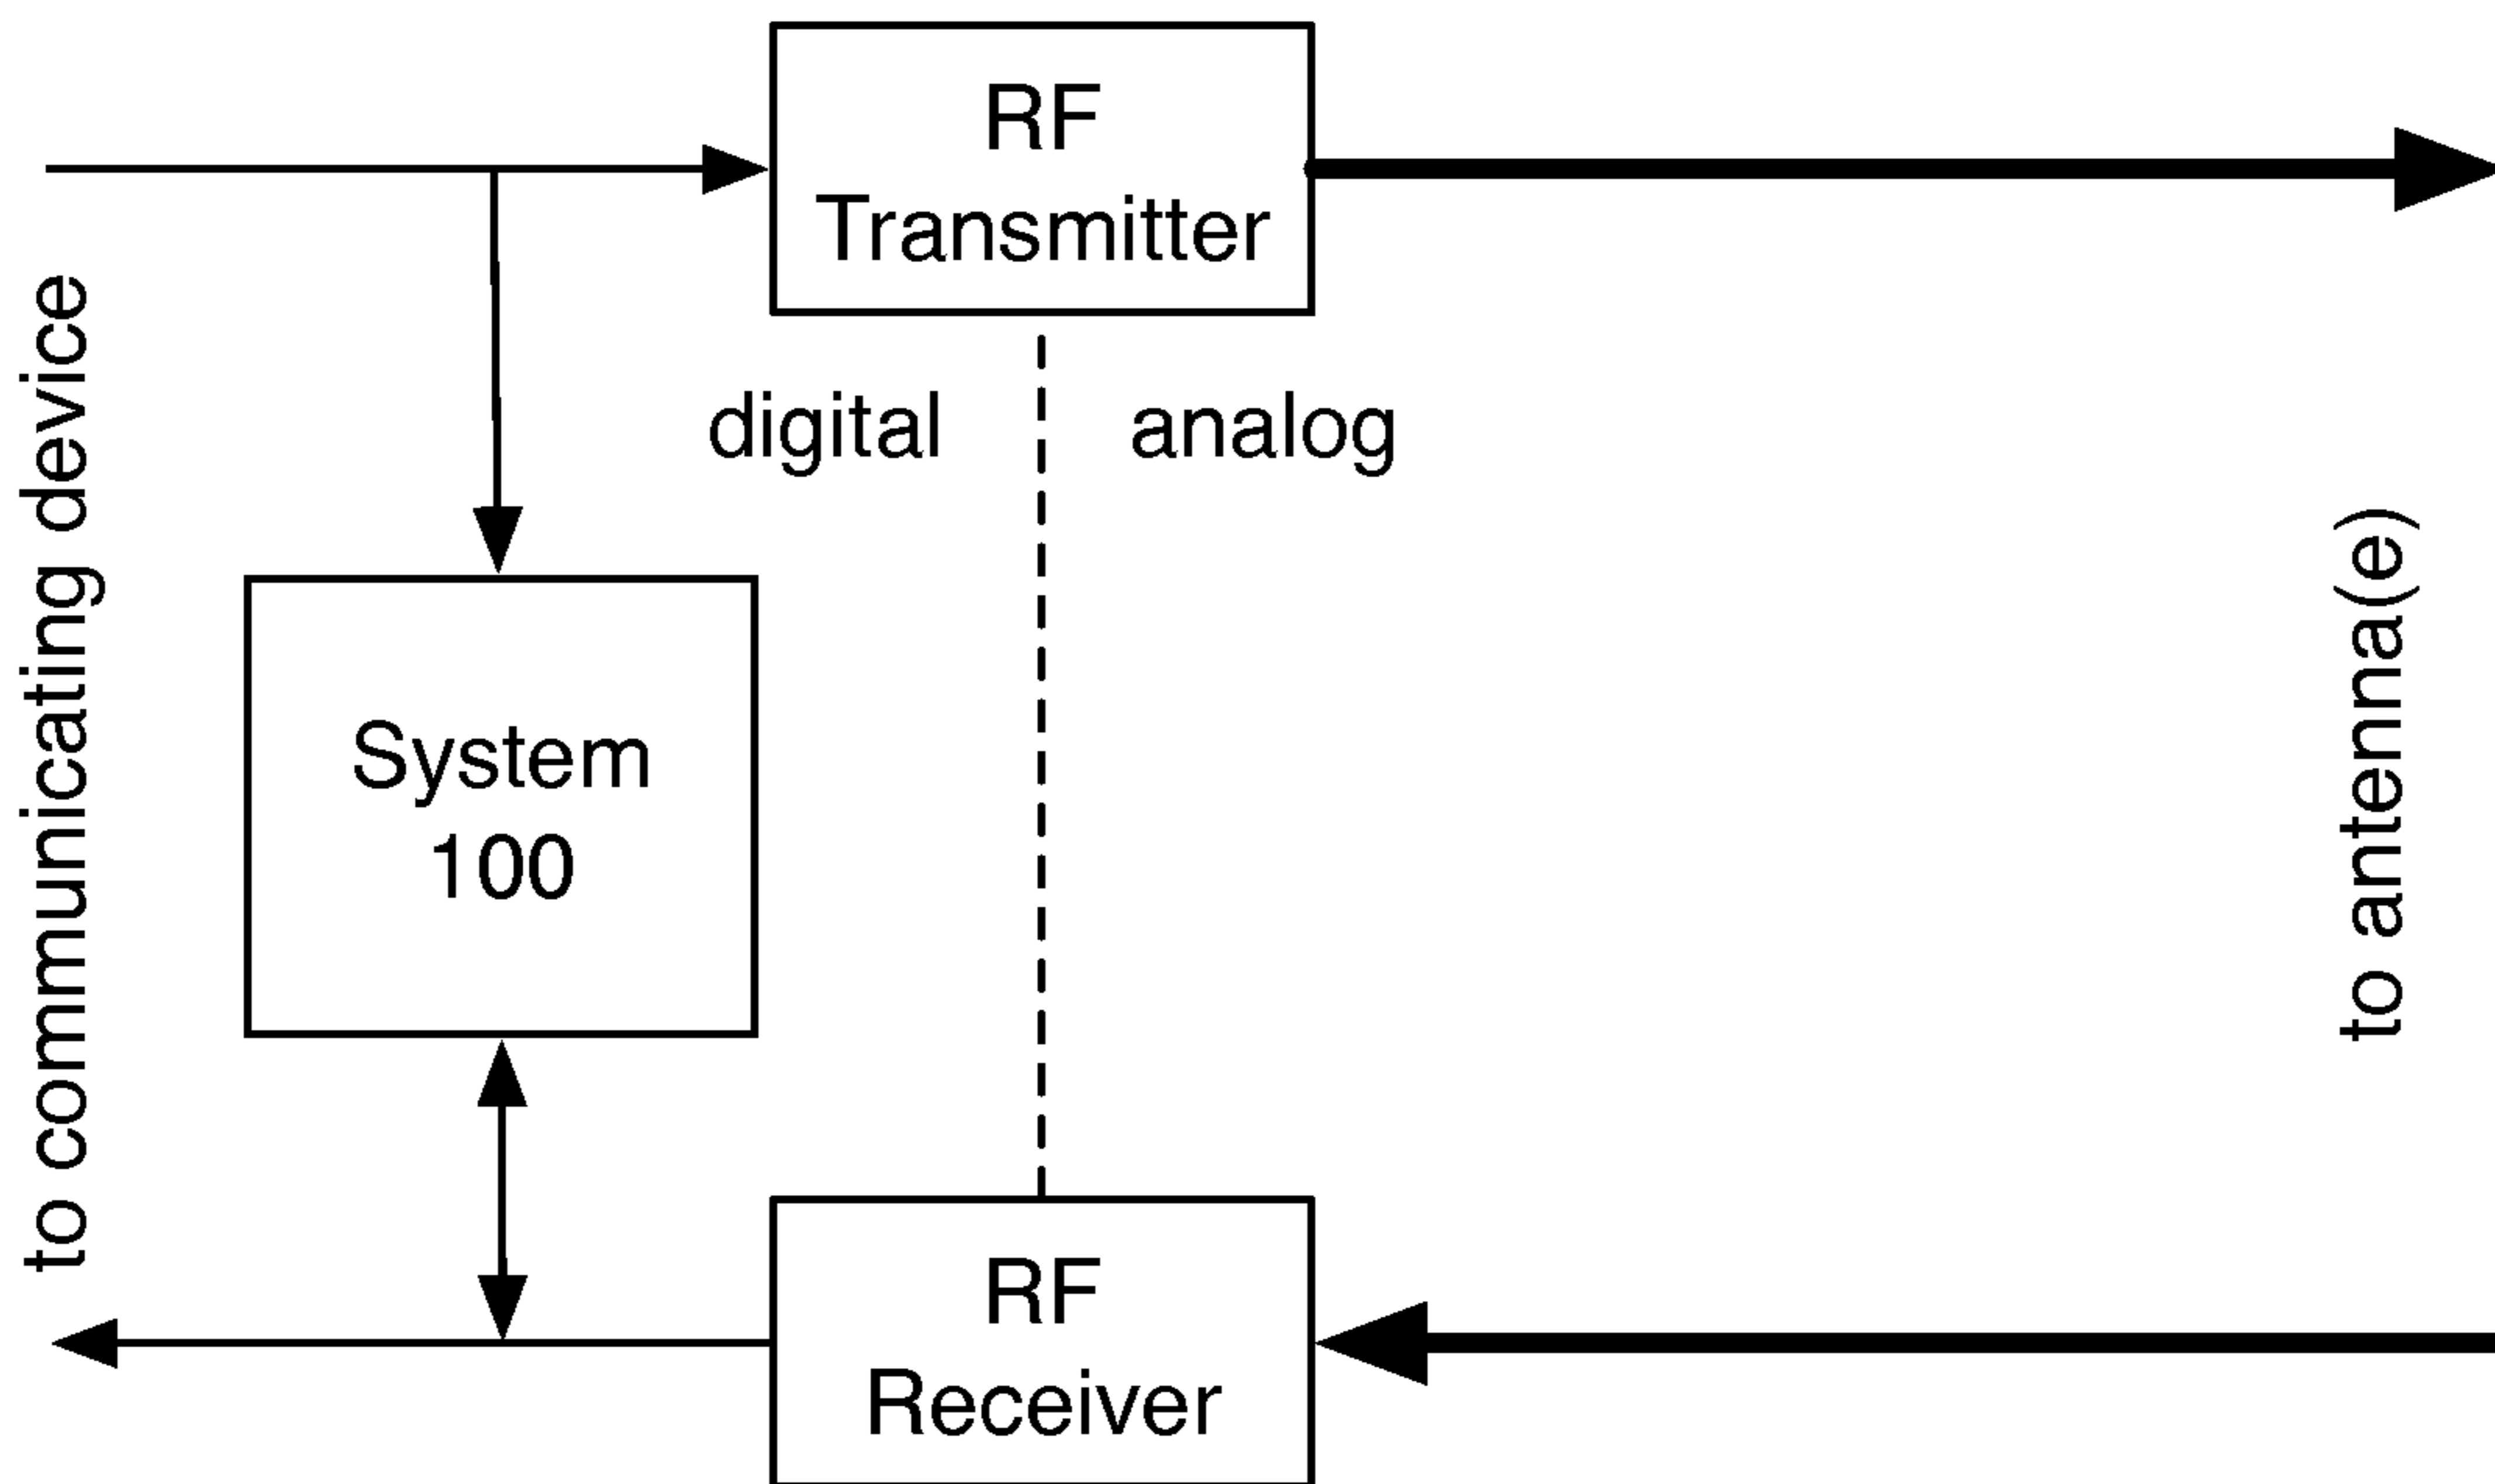 RF
Transmitter
digital
analog
to communicating device
System
100
to antenna(e)
RF
Receiver